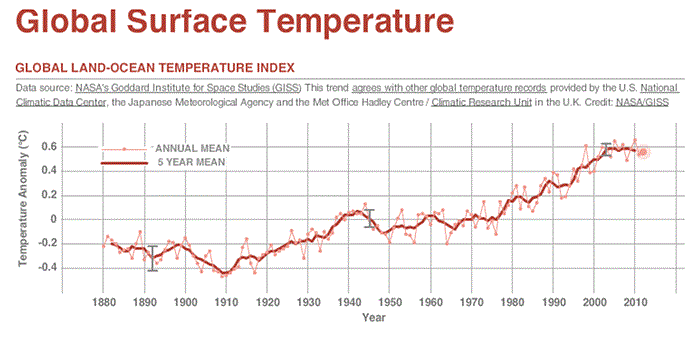 Global Surface Temperature
GLOBAL LAND-OCEAN TEMPERATURE INDEX
Data source: NASA's Goddard Institute for Space Studies (GISS) This trend agrees with other global temperature records provided by the U.S. National
Climatic Data Center, the Japanese Meteorological Agency and the Met Office Hadley Centre / Climatic Research Unit in the U.K. Credit: NASA/GISS
Temperature Anomaly (°C)
ANNUAL MEAN
5 YEAR MEAN
0.6
0.4
0.2
0
-0.2
-0.4
1880 1890 1900 1910 1920 1930 1940 1950 1960 1970 1980 1990 2000 2010
Year